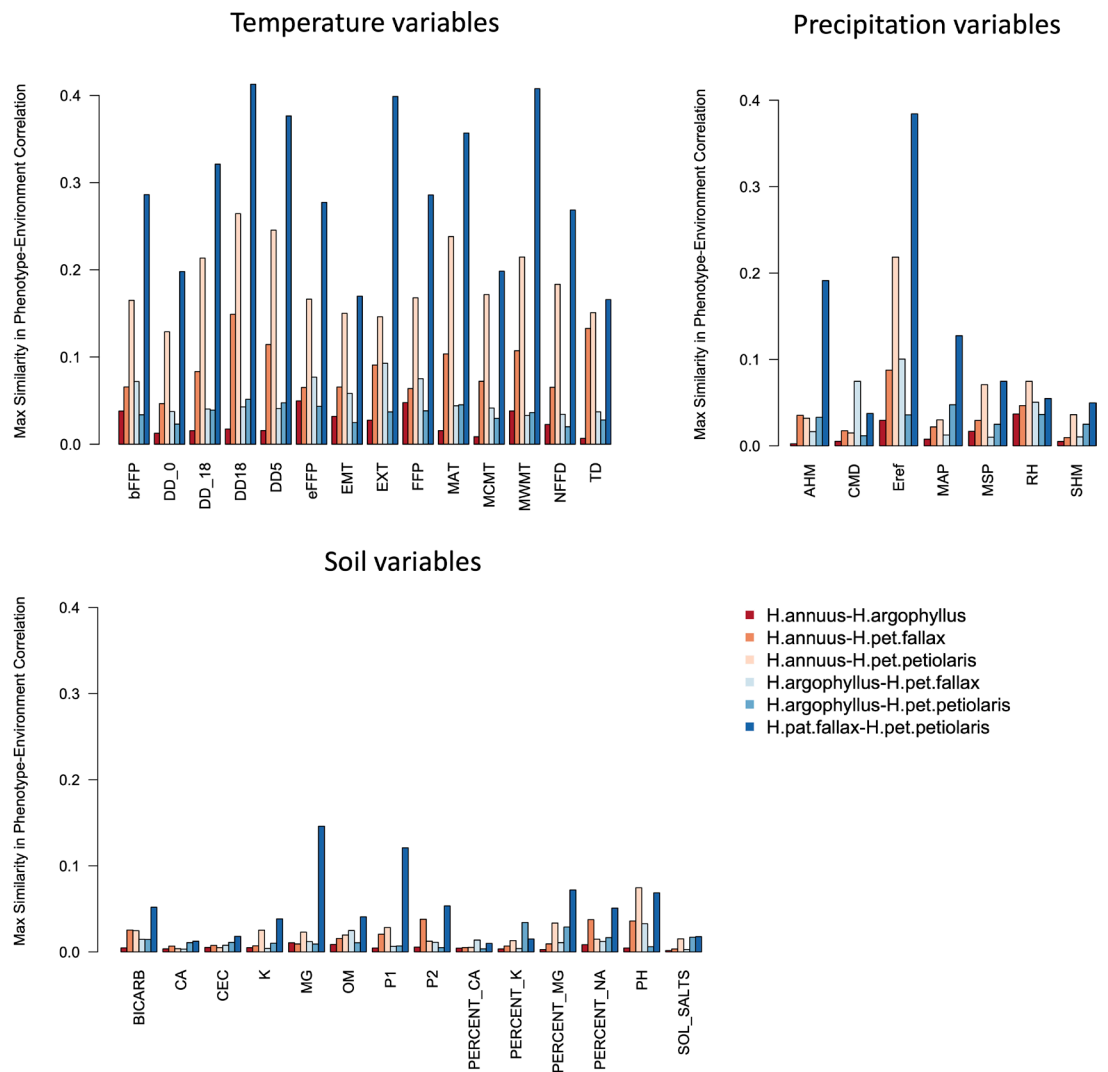 Temperature variables
Max Similarity in Phenotype-Environment Correlation
0.4
0.3
0.2
0.1
0.0
bFFP
DD_0
DD_18
DD18
DD5
eFFP
EMT
EXT
FFP
MAT
MCMT
MWMT
NFFD
TD
Precipitation variables
Max Similarity in Phenotype-Environment Correlation
0.4
0.3
0.2
0.1
0.0
AHM
CMD
Eref
MAP
MSP
RH
SHM
Soil variables
Max Similarity in Phenotype-Environment Correlation
0.4
0.3
0.2
0.1
0.0
BICARB
CA
CEC
K
MG
OM
P1
P2
PERCENT_CA
PERCENT_K
PERCENT_MG
PERCENT_NA
PH
SOL_SALTS
H.annuus-H.argophyllus
H.annuus-H.pet.fallax
H.annuus-H.pet.petiolaris
H.argophyllus-H.pet.fallax
H.argophyllus-H.pet.petiolaris
H.pat.fallax-H.pet.petiolaris